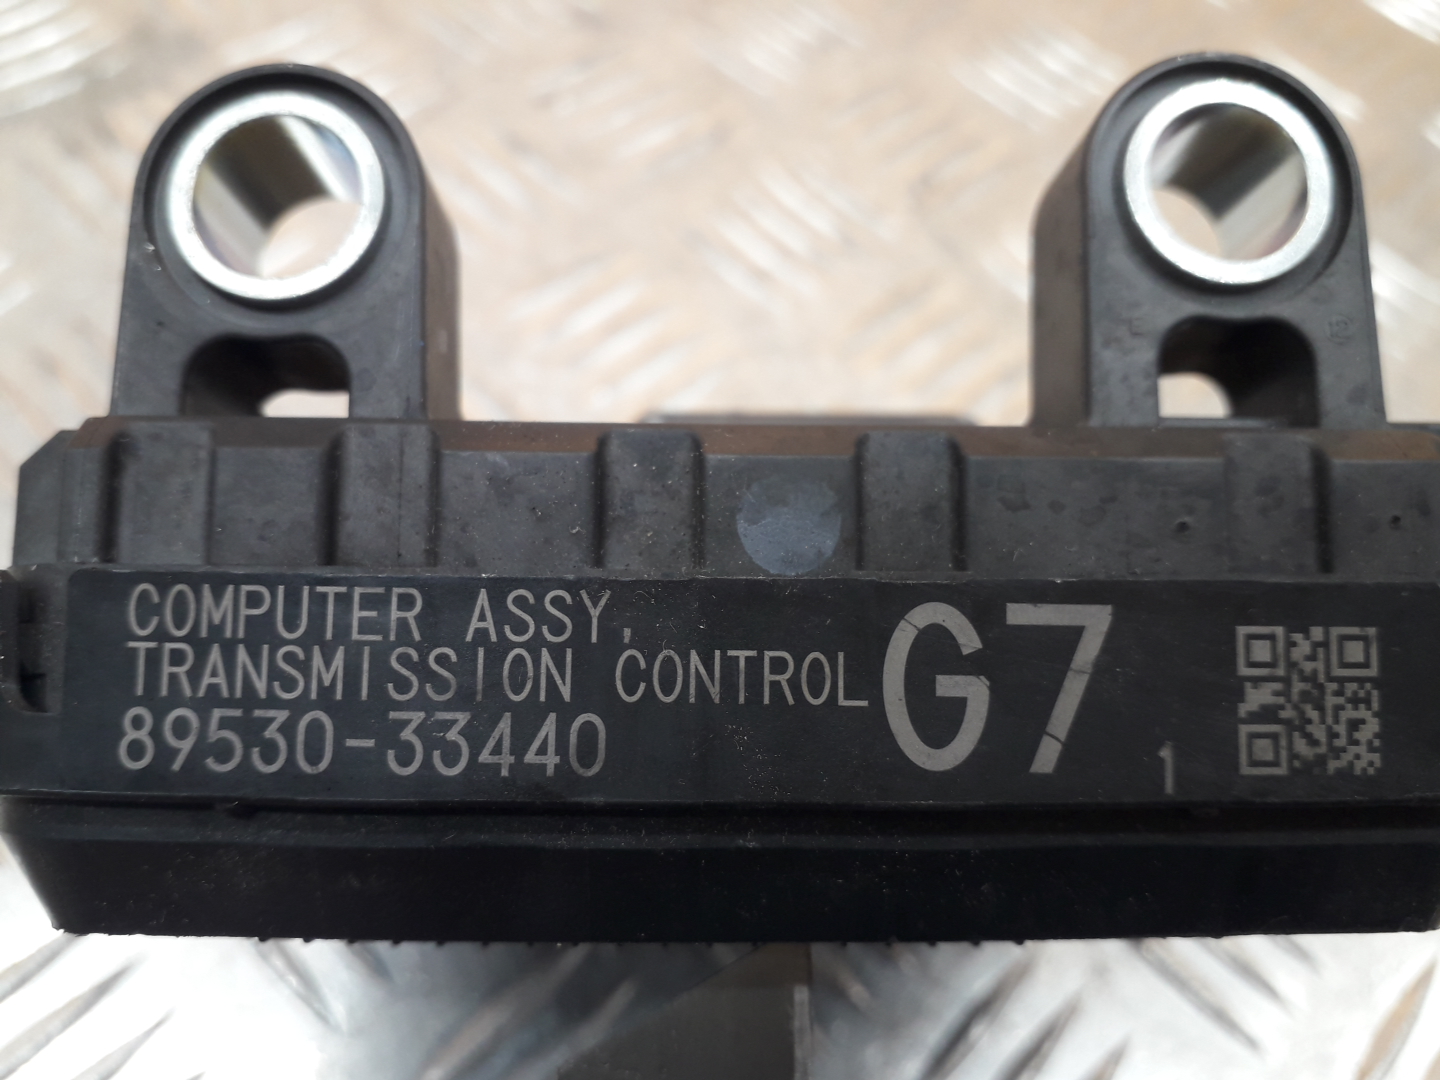 COMPUTER ASSY,
TRANSMISSION CONTROL
89530-33440
G7
1